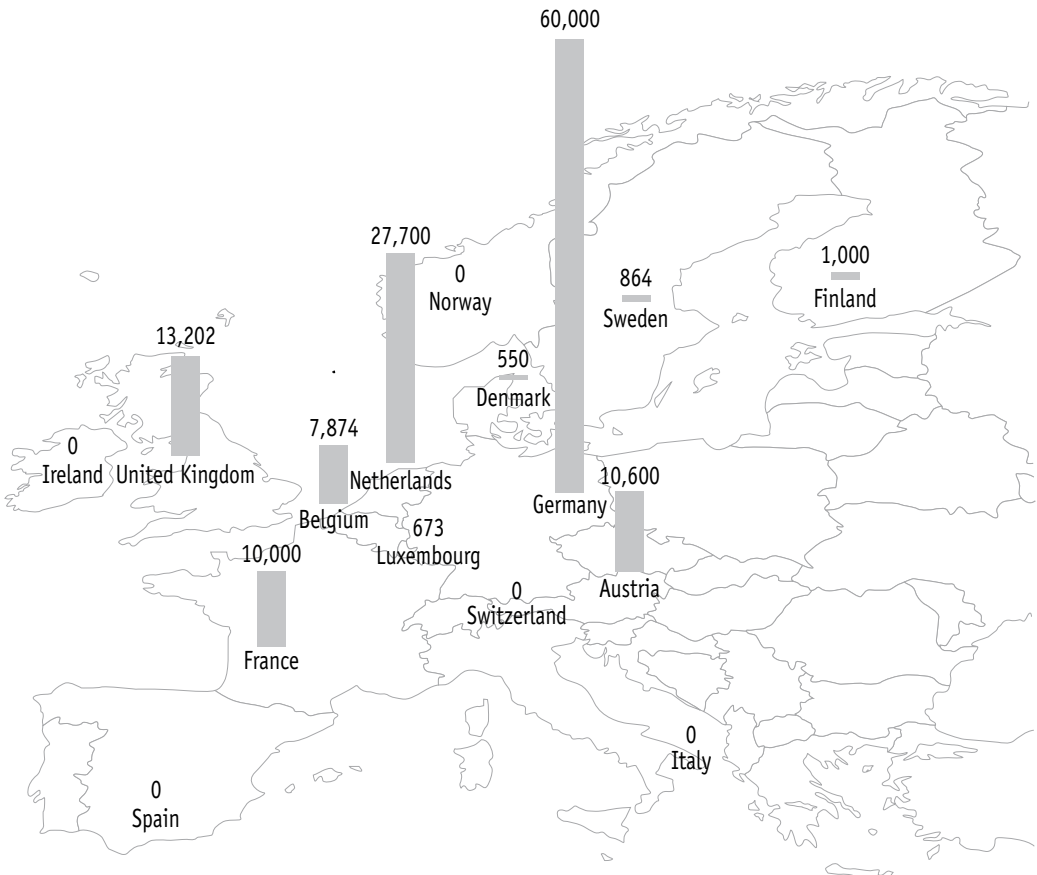 60,000
27,700
0
Norway
864
Sweden
1,000
Finland
13,202
550
Denmark
7,874
0
Ireland
United Kingdom
Netherlands
10,600
Germany
Belgium
673
Luxembourg
10,000
0
Switzerland
Austria
France
0
Italy
0
Spain